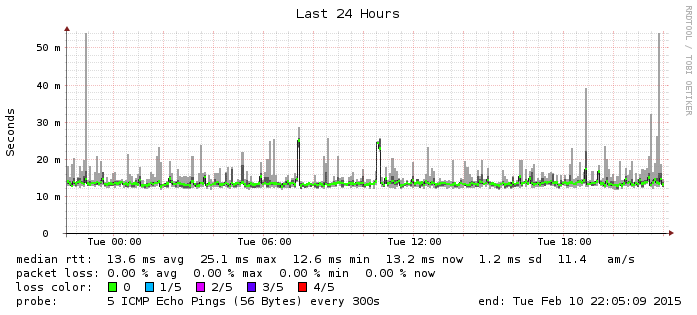 Last 24 Hours
RRDTOOL / TOBI OETIKER
Seconds
50 m
40 m
30 m
20 m
10 m
0
Tue 00:00 Tue 06:00 Tue 12:00 Tue 18:00
median rtt: 13.6 ms avg 25.1 ms max 12.6 ms min 13.2 ms now 1.2 ms sd 11.4 am/s
packet loss: 0.00 % avg 0.00 % max 0.00 % min 0.00 % now
loss color: 0 1/5 2/5 3/5 4/5
probe: 5 ICMP Echo Pings (56 Bytes) every 300s end: Tue Feb 10 22:05:09 2015